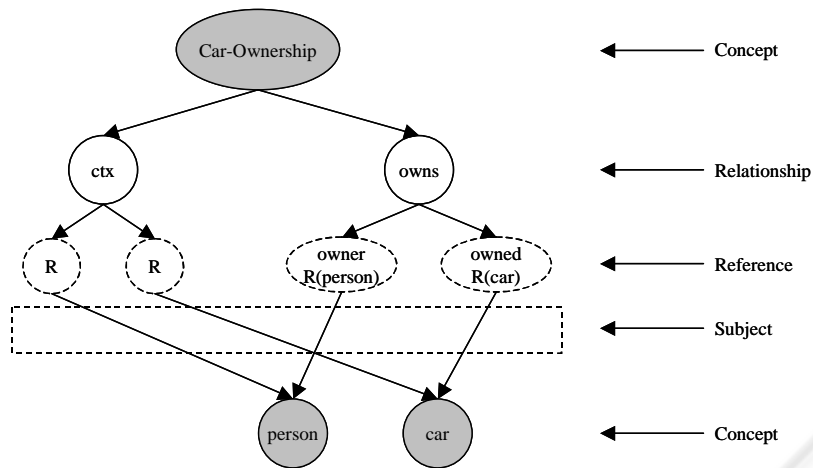 Car-Ownership
Concept
ctx
owns
Relationship
R
R
owner
R(person)
owned
R(car)
Reference
Subject
person
car
Concept